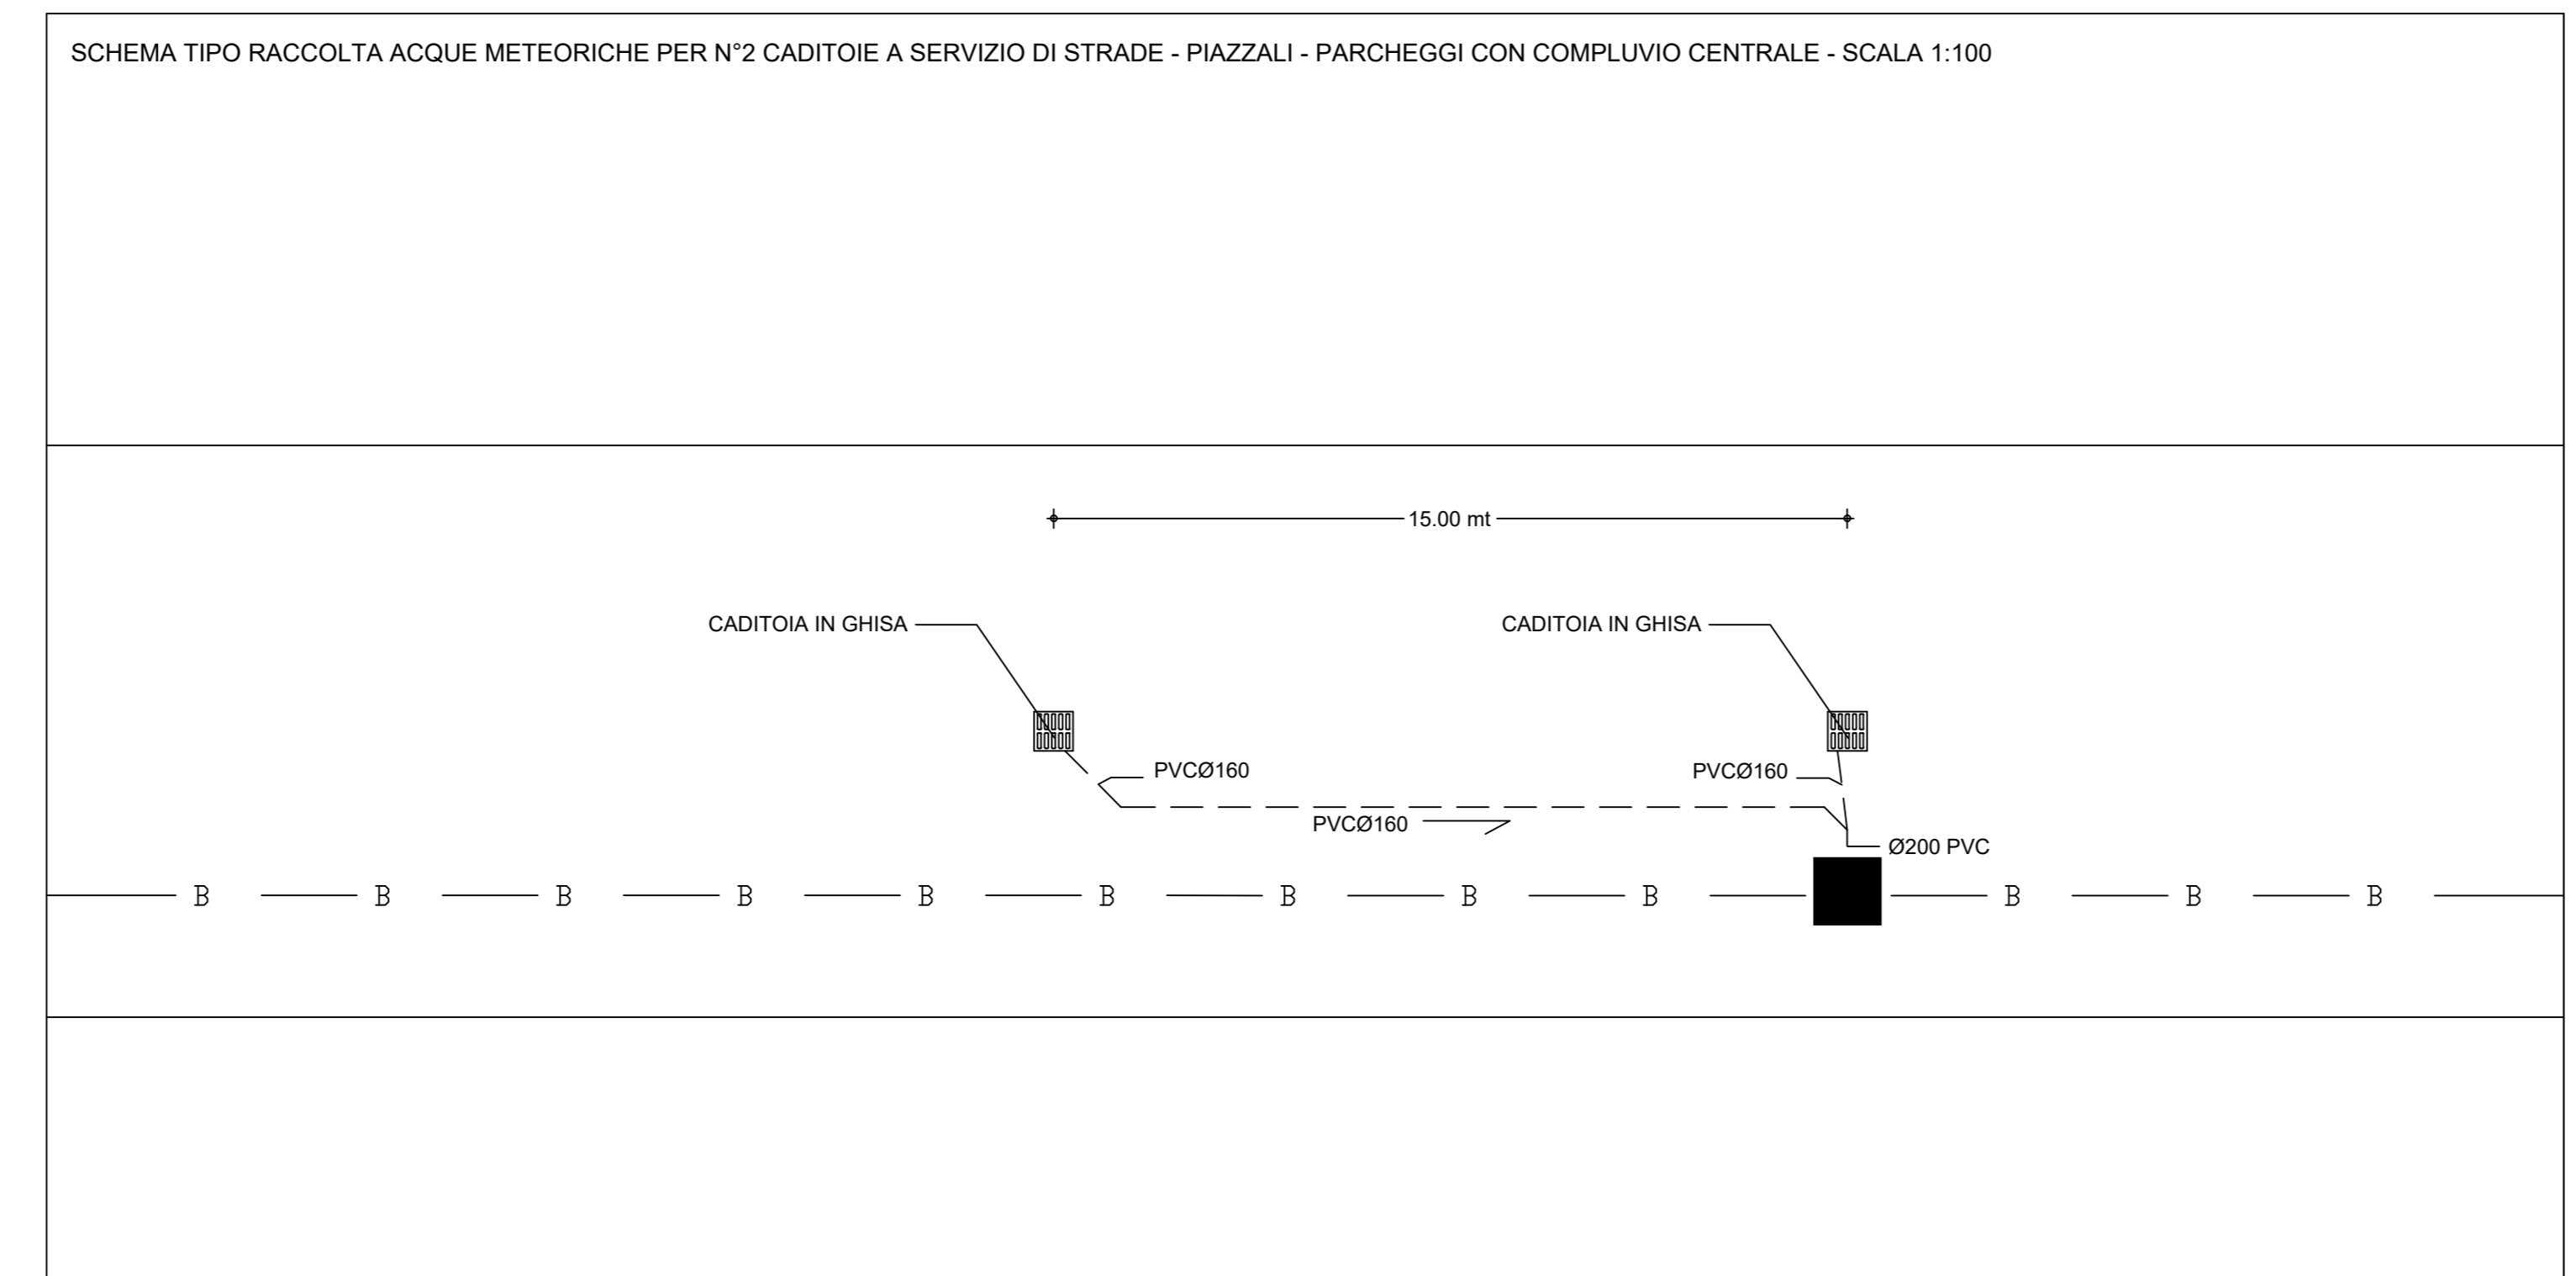 SCHEMA TIPO RACCOLTA ACQUE METEORICHE PER N°2 CADITOIE A SERVIZIO DI STRADE - PIAZZALI - PARCHEGGI CON COMPLUVIO CENTRALE - SCALA 1:100
15.00 mt
CADITOIA IN GHISA
CADITOIA IN GHISA
PVCØ160
PVCØ160
PVCØ160
Ø200 PVC
B B B B B B B B B B B B